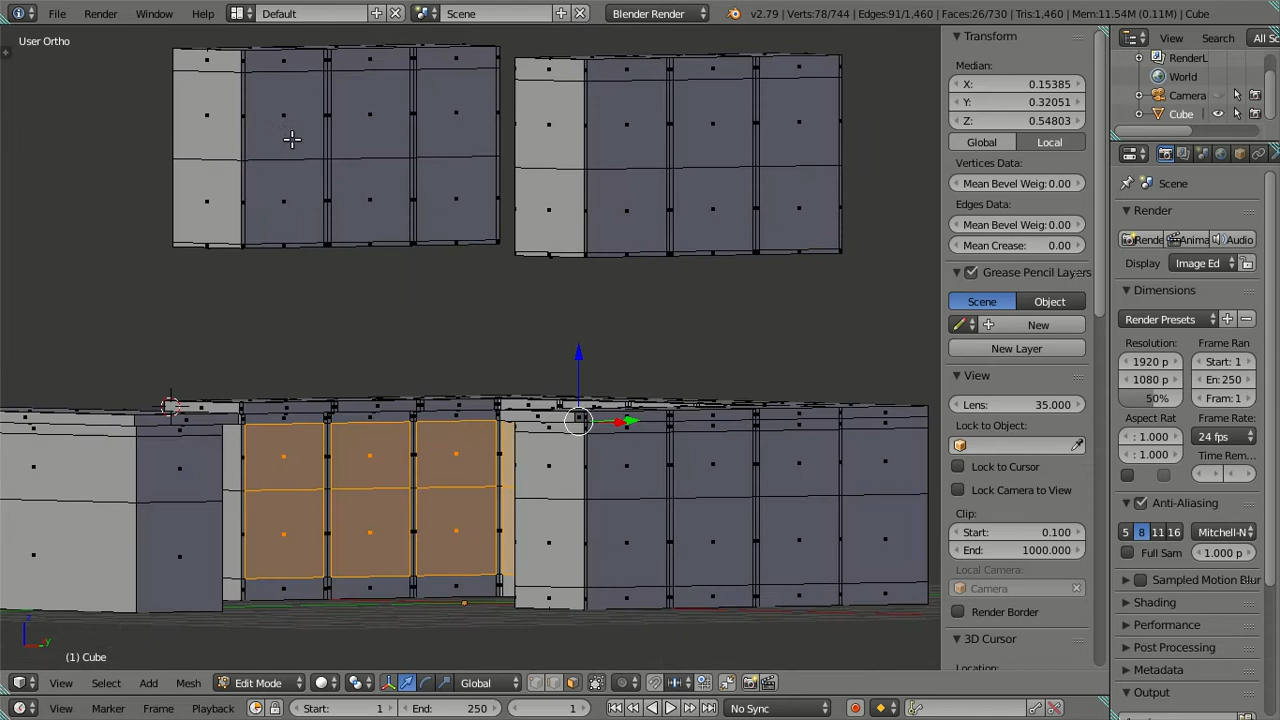 File Render Window Help Default Scene Blender Render v2.79 | Verts:78/744 | Edges:91/1,460 | Faces:26/730 | Tris:1,460 | Mem:11.54M (0.11M) | Cube
User Ortho
Transform
Median:
X: 0.15385
Y: 0.32051
Z: 0.54803
Global Local
Vertices Data:
Mean Bevel Weig: 0.00
Edges Data:
Mean Bevel Weig: 0.00
Mean Crease: 0.00
Grease Pencil Layers
Scene Object
New
New Layer
View
Lens: 35.000
Lock to Object:
Lock to Cursor
Lock Camera to View
Clip:
Start: 0.100
End: 1000.000
Local Camera:
Camera
Render Border
3D Cursor
Location:
View Search All Sc
RenderL
World
Camera
Cube
Scene
Render
Rende Anima Audio
Display Image Ed
Dimensions
Render Presets
Resolution: Frame Ran
1920 p Start: 1
1080 p En: 250
50% Fram: 1
Aspect Rat Frame Rate:
: 1.000 24 fps
: 1.000 Time Rem...
Anti-Aliasing
5 8 11 16 Mitchell-N
Full Sam 1.000 p
Sampled Motion Blur
Shading
Performance
Post Processing
Metadata
Output
z
y
(1) Cube
View Select Add Mesh Edit Mode Global
View Marker Frame Playback Start: 1 End: 250 1 No Sync